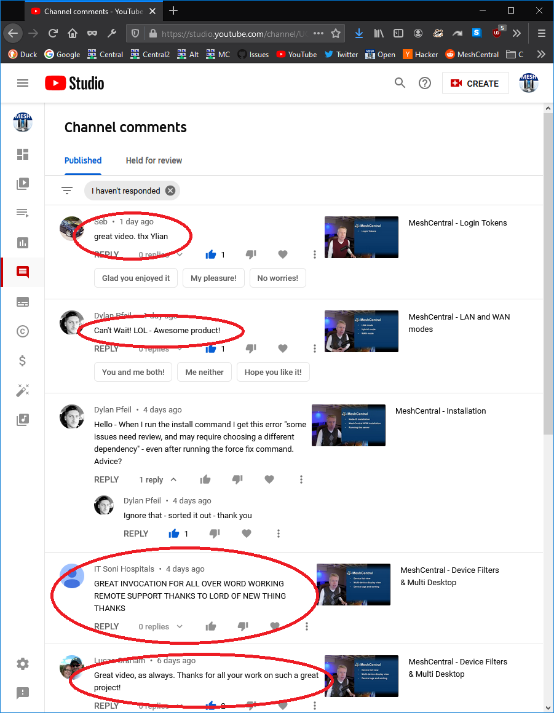 Channel comments - YouTube St
https://studio.youtube.com/channel/U
Duck Google Central Central2 Alt MC Issues YouTube Twitter Open Hacker MeshCentral C
Studio
CREATE
Channel comments
Published Held for review
I haven't responded
Seb • 1 day ago
great video. thx Ylian
REPLY 0 replies 1
MeshCentral - Login Tokens
Glad you enjoyed it My pleasure! No worries!
Dylan Pfeil • 1 day ago
Can't Wait! LOL - Awesome product!
REPLY 0 replies 1
MeshCentral - LAN and WAN
modes
You and me both! Me neither Hope you like it!
Dylan Pfeil • 4 days ago
Hello - When I run the install command I get this error "some
issues need review, and may require choosing a different
dependency" - even after running the force fix command.
Advice?
REPLY 1 reply
MeshCentral - Installation
Dylan Pfeil • 4 days ago
Ignore that - sorted it out - thank you
REPLY 1
IT Soni Hospitals • 4 days ago
GREAT INVOCATION FOR ALL OVER WORD WORKING
REMOTE SUPPORT THANKS TO LORD OF NEW THING
THANKS
REPLY 0 replies
MeshCentral - Device Filters
& Multi Desktop
• 6 days ago
Great video, as always. Thanks for all your work on such a great
project!
REPLY 0 replies
MeshCentral - Device Filters
& Multi Desktop